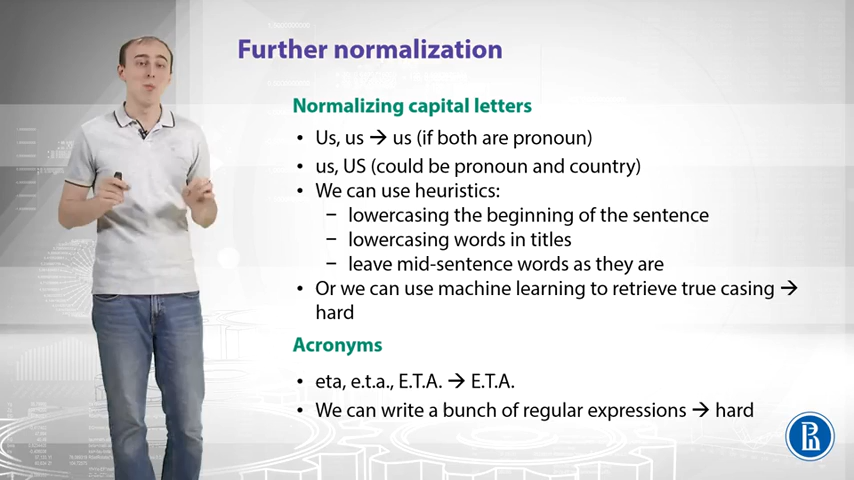 Further normalization
Normalizing capital letters
• Us, us → us (if both are pronoun)
• us, US (could be pronoun and country)
• We can use heuristics:
− lowercasing the beginning of the sentence
− lowercasing words in titles
− leave mid-sentence words as they are
• Or we can use machine learning to retrieve true casing →
hard
Acronyms
• eta, e.t.a., E.T.A. → E.T.A.
• We can write a bunch of regular expressions → hard